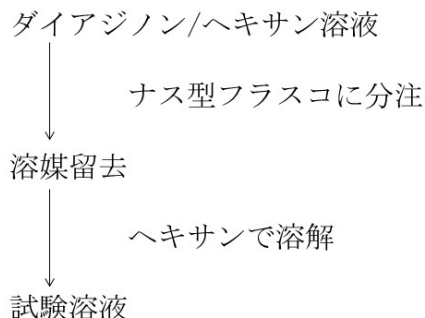 ダイアジノン/ヘキサン溶液
ナス型フラスコに分注
溶媒留去
ヘキサンで溶解
試験溶液